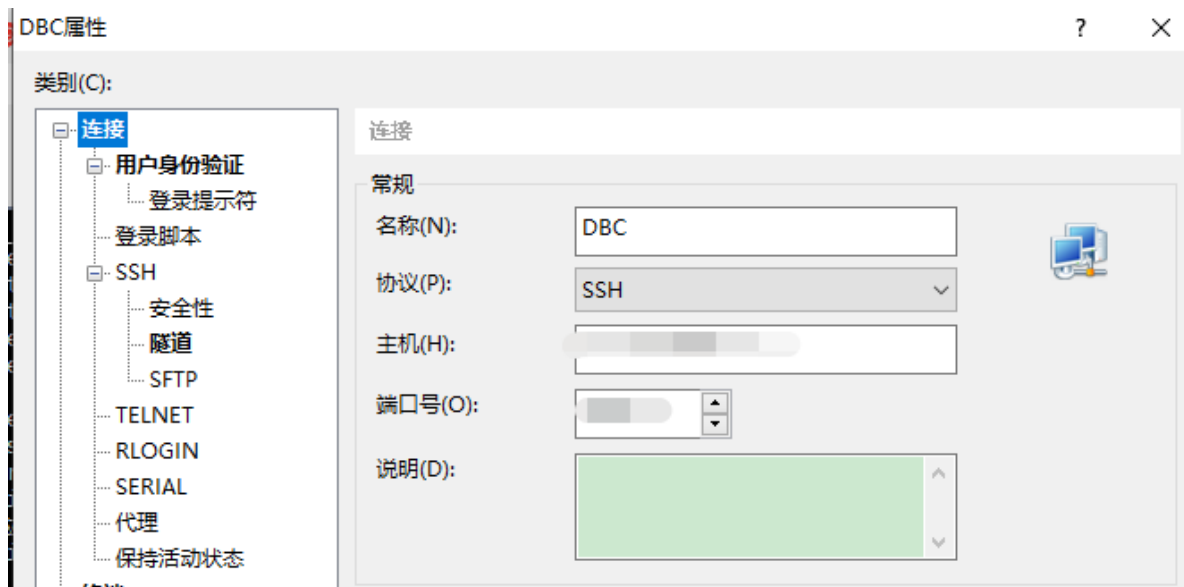 DBC属性
类别(C):
连接
用户身份验证
登录提示符
登录脚本
SSH
安全性
隧道
SFTP
TELNET
RLOGIN
SERIAL
代理
保持活动状态
连接
常规
名称(N):
DBC
协议(P):
SSH
主机(H):
端口号(O):
说明(D):